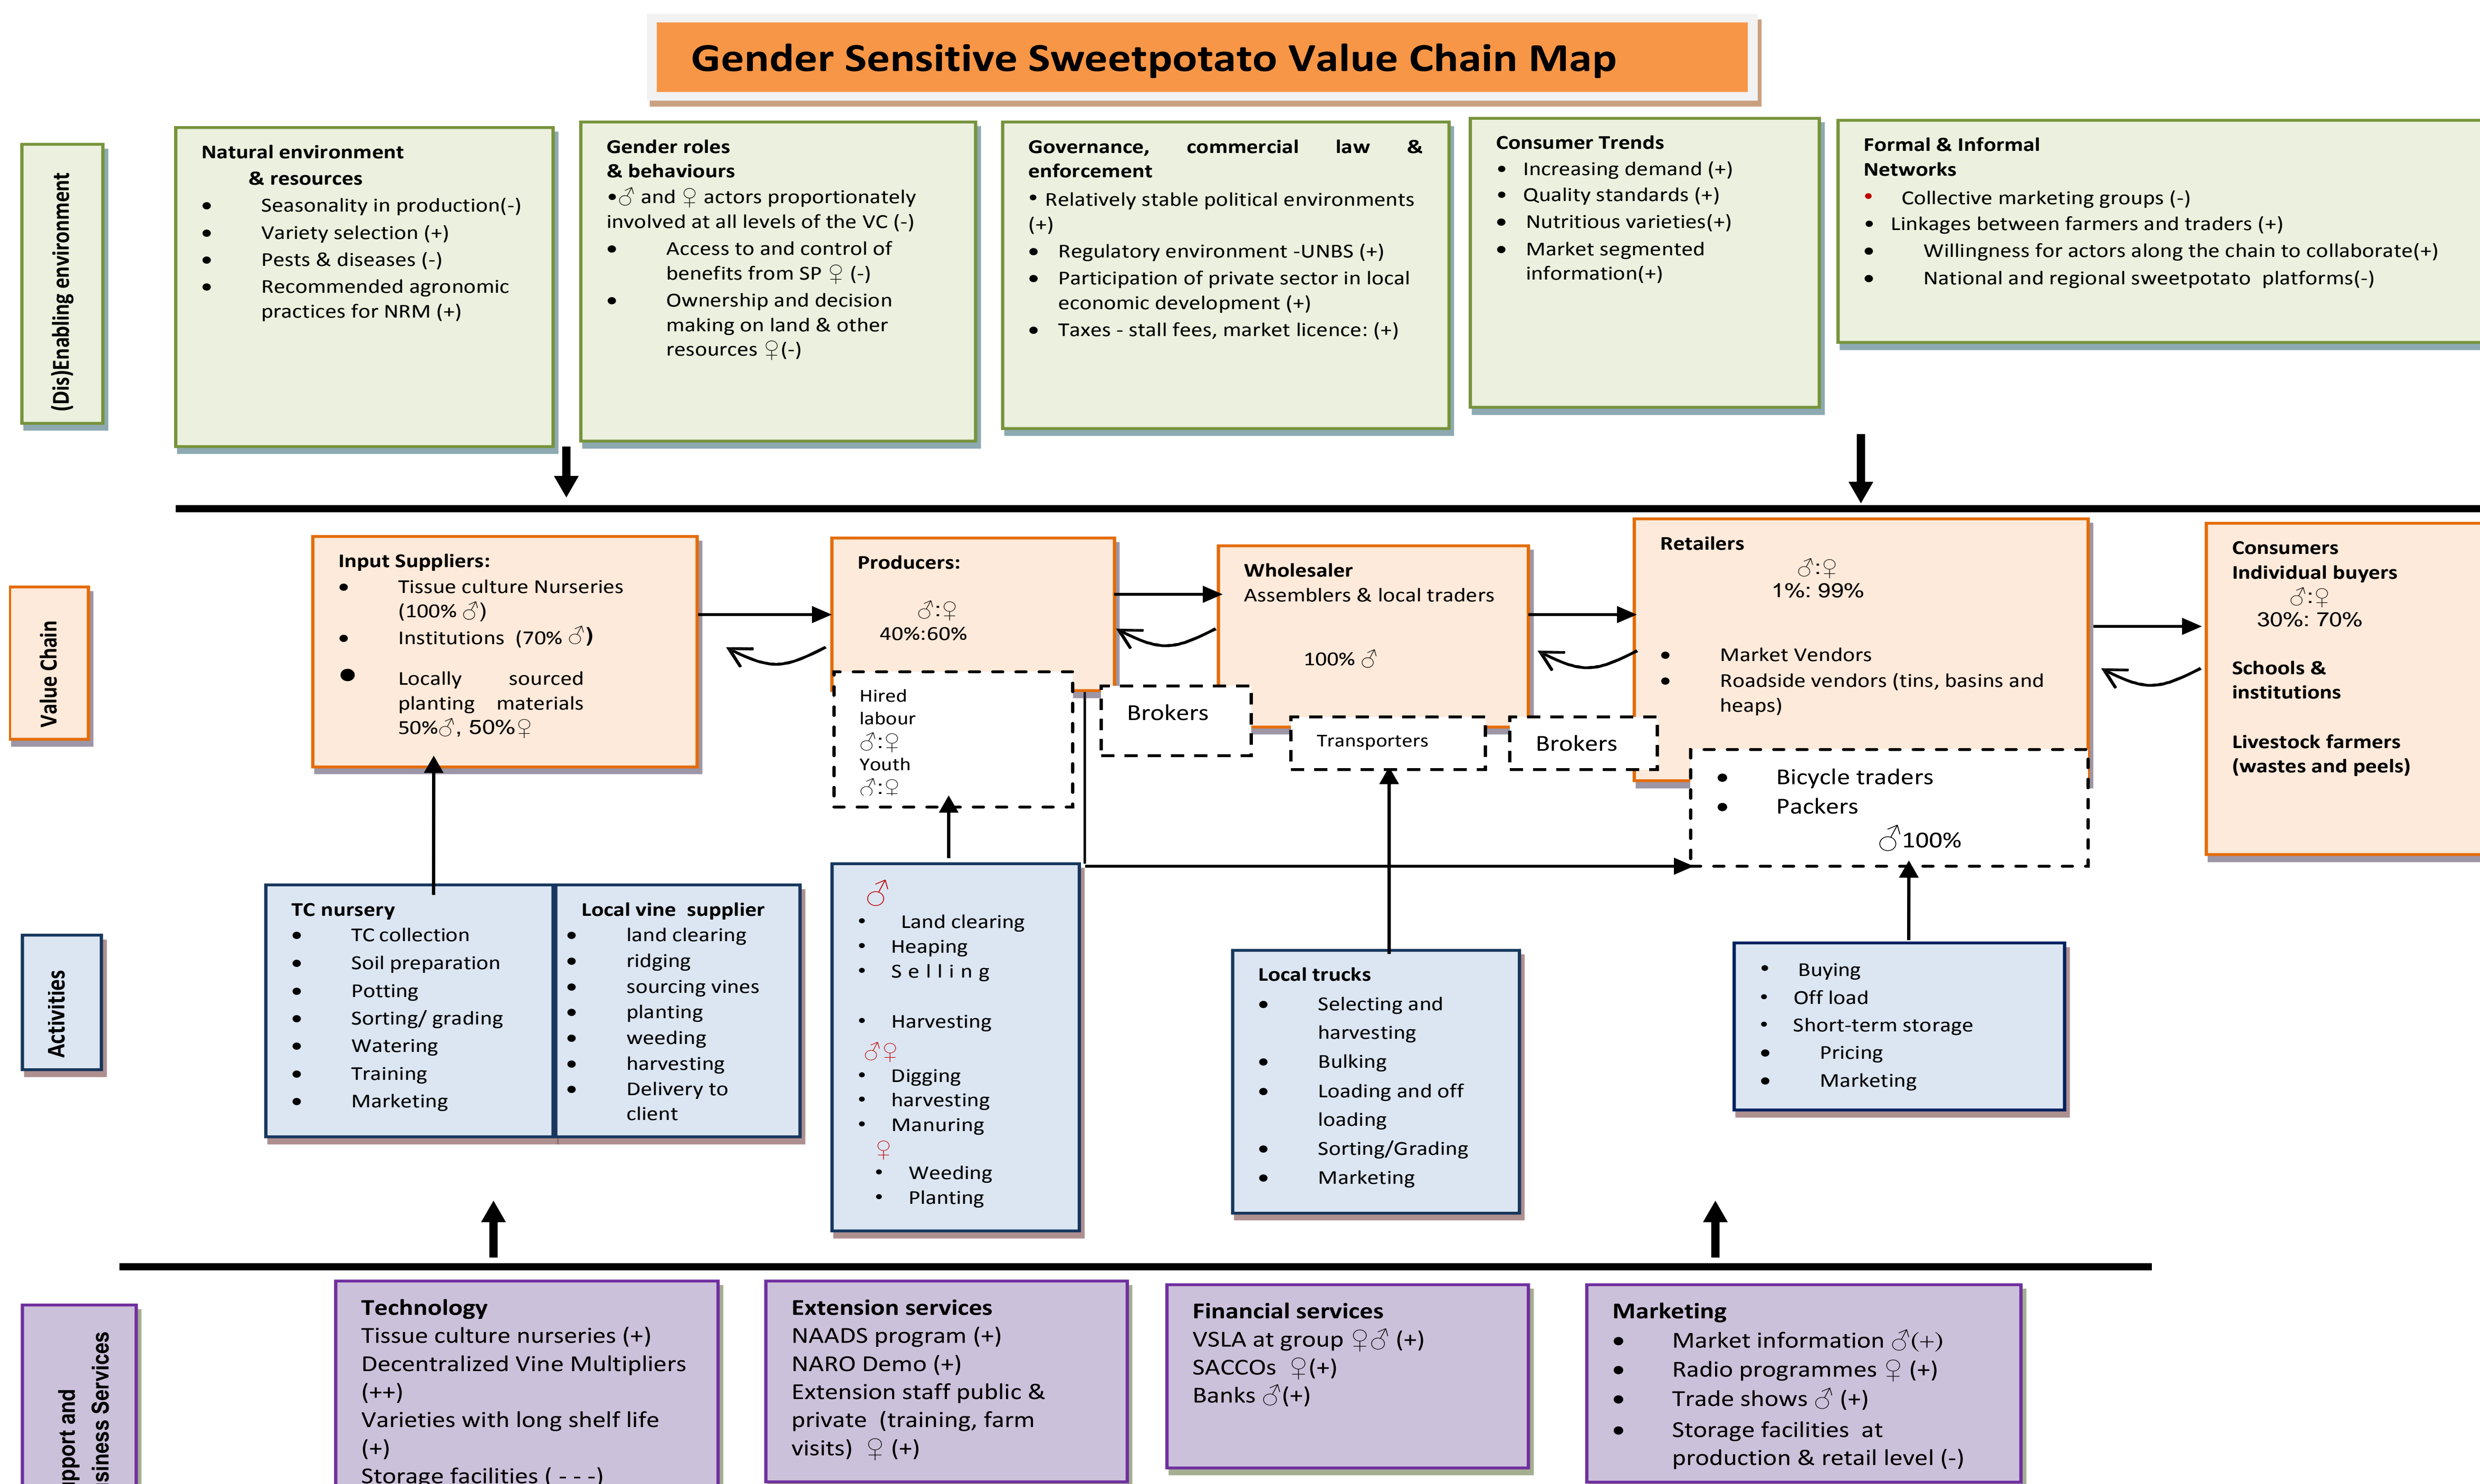 Gender Sensitive Sweetpotato Value Chain Map
(Dis)Enabling environment
Natural environment
& resources
• Seasonality in production(-)
• Variety selection (+)
• Pests & diseases (-)
• Recommended agronomic
practices for NRM (+)
Gender roles
& behaviours
•♂ and ♀ actors proportionately
involved at all levels of the VC (-)
• Access to and control of
benefits from SP ♀ (-)
• Ownership and decision
making on land & other
resources ♀(-)
Governance, commercial law &
enforcement
• Relatively stable political environments
(+)
• Regulatory environment -UNBS (+)
• Participation of private sector in local
economic development (+)
• Taxes - stall fees, market licence: (+)
Consumer Trends
• Increasing demand (+)
• Quality standards (+)
• Nutritious varieties(+)
• Market segmented
information(+)
Formal & Informal
Networks
• Collective marketing groups (-)
• Linkages between farmers and traders (+)
• Willingness for actors along the chain to collaborate(+)
• National and regional sweetpotato platforms(-)
Value Chain
Input Suppliers:
• Tissue culture Nurseries
(100% ♂)
• Institutions (70% ♂)
• Locally sourced
planting materials
50%♂, 50%♀
Producers:
♂:♀
40%:60%
Hired
labour
♂:♀
Youth
♂:♀
Brokers
Wholesaler
Assemblers & local traders
100% ♂
Transporters
Brokers
Retailers
♂:♀
1%: 99%
• Market Vendors
• Roadside vendors (tins, basins and
heaps)
• Bicycle traders
• Packers
♂100%
Consumers
Individual buyers
♂:♀
30%: 70%
Schools &
institutions
Livestock farmers
(wastes and peels)
Activities
TC nursery
• TC collection
• Soil preparation
• Potting
• Sorting/ grading
• Watering
• Training
• Marketing
Local vine supplier
• land clearing
• ridging
• sourcing vines
• planting
• weeding
• harvesting
• Delivery to
client
♂
• Land clearing
• Heaping
• S e l l i n g
• Harvesting
♂♀
• Digging
• harvesting
• Manuring
♀
• Weeding
• Planting
Local trucks
• Selecting and
harvesting
• Bulking
• Loading and off
loading
• Sorting/Grading
• Marketing
• Buying
• Off load
• Short-term storage
• Pricing
• Marketing
and
Services
Technology
Tissue culture nurseries (+)
Decentralized Vine Multipliers
(++)
Varieties with long shelf life
(+)
Storage facilities ( - - -)
Extension services
NAADS program (+)
NARO Demo (+)
Extension staff public &
private (training, farm
visits) ♀ (+)
Financial services
VSLA at group ♀♂ (+)
SACCOs ♀(+)
Banks ♂(+)
Marketing
• Market information ♂(+)
• Radio programmes ♀ (+)
• Trade shows ♂ (+)
• Storage facilities at
production & retail level (-)